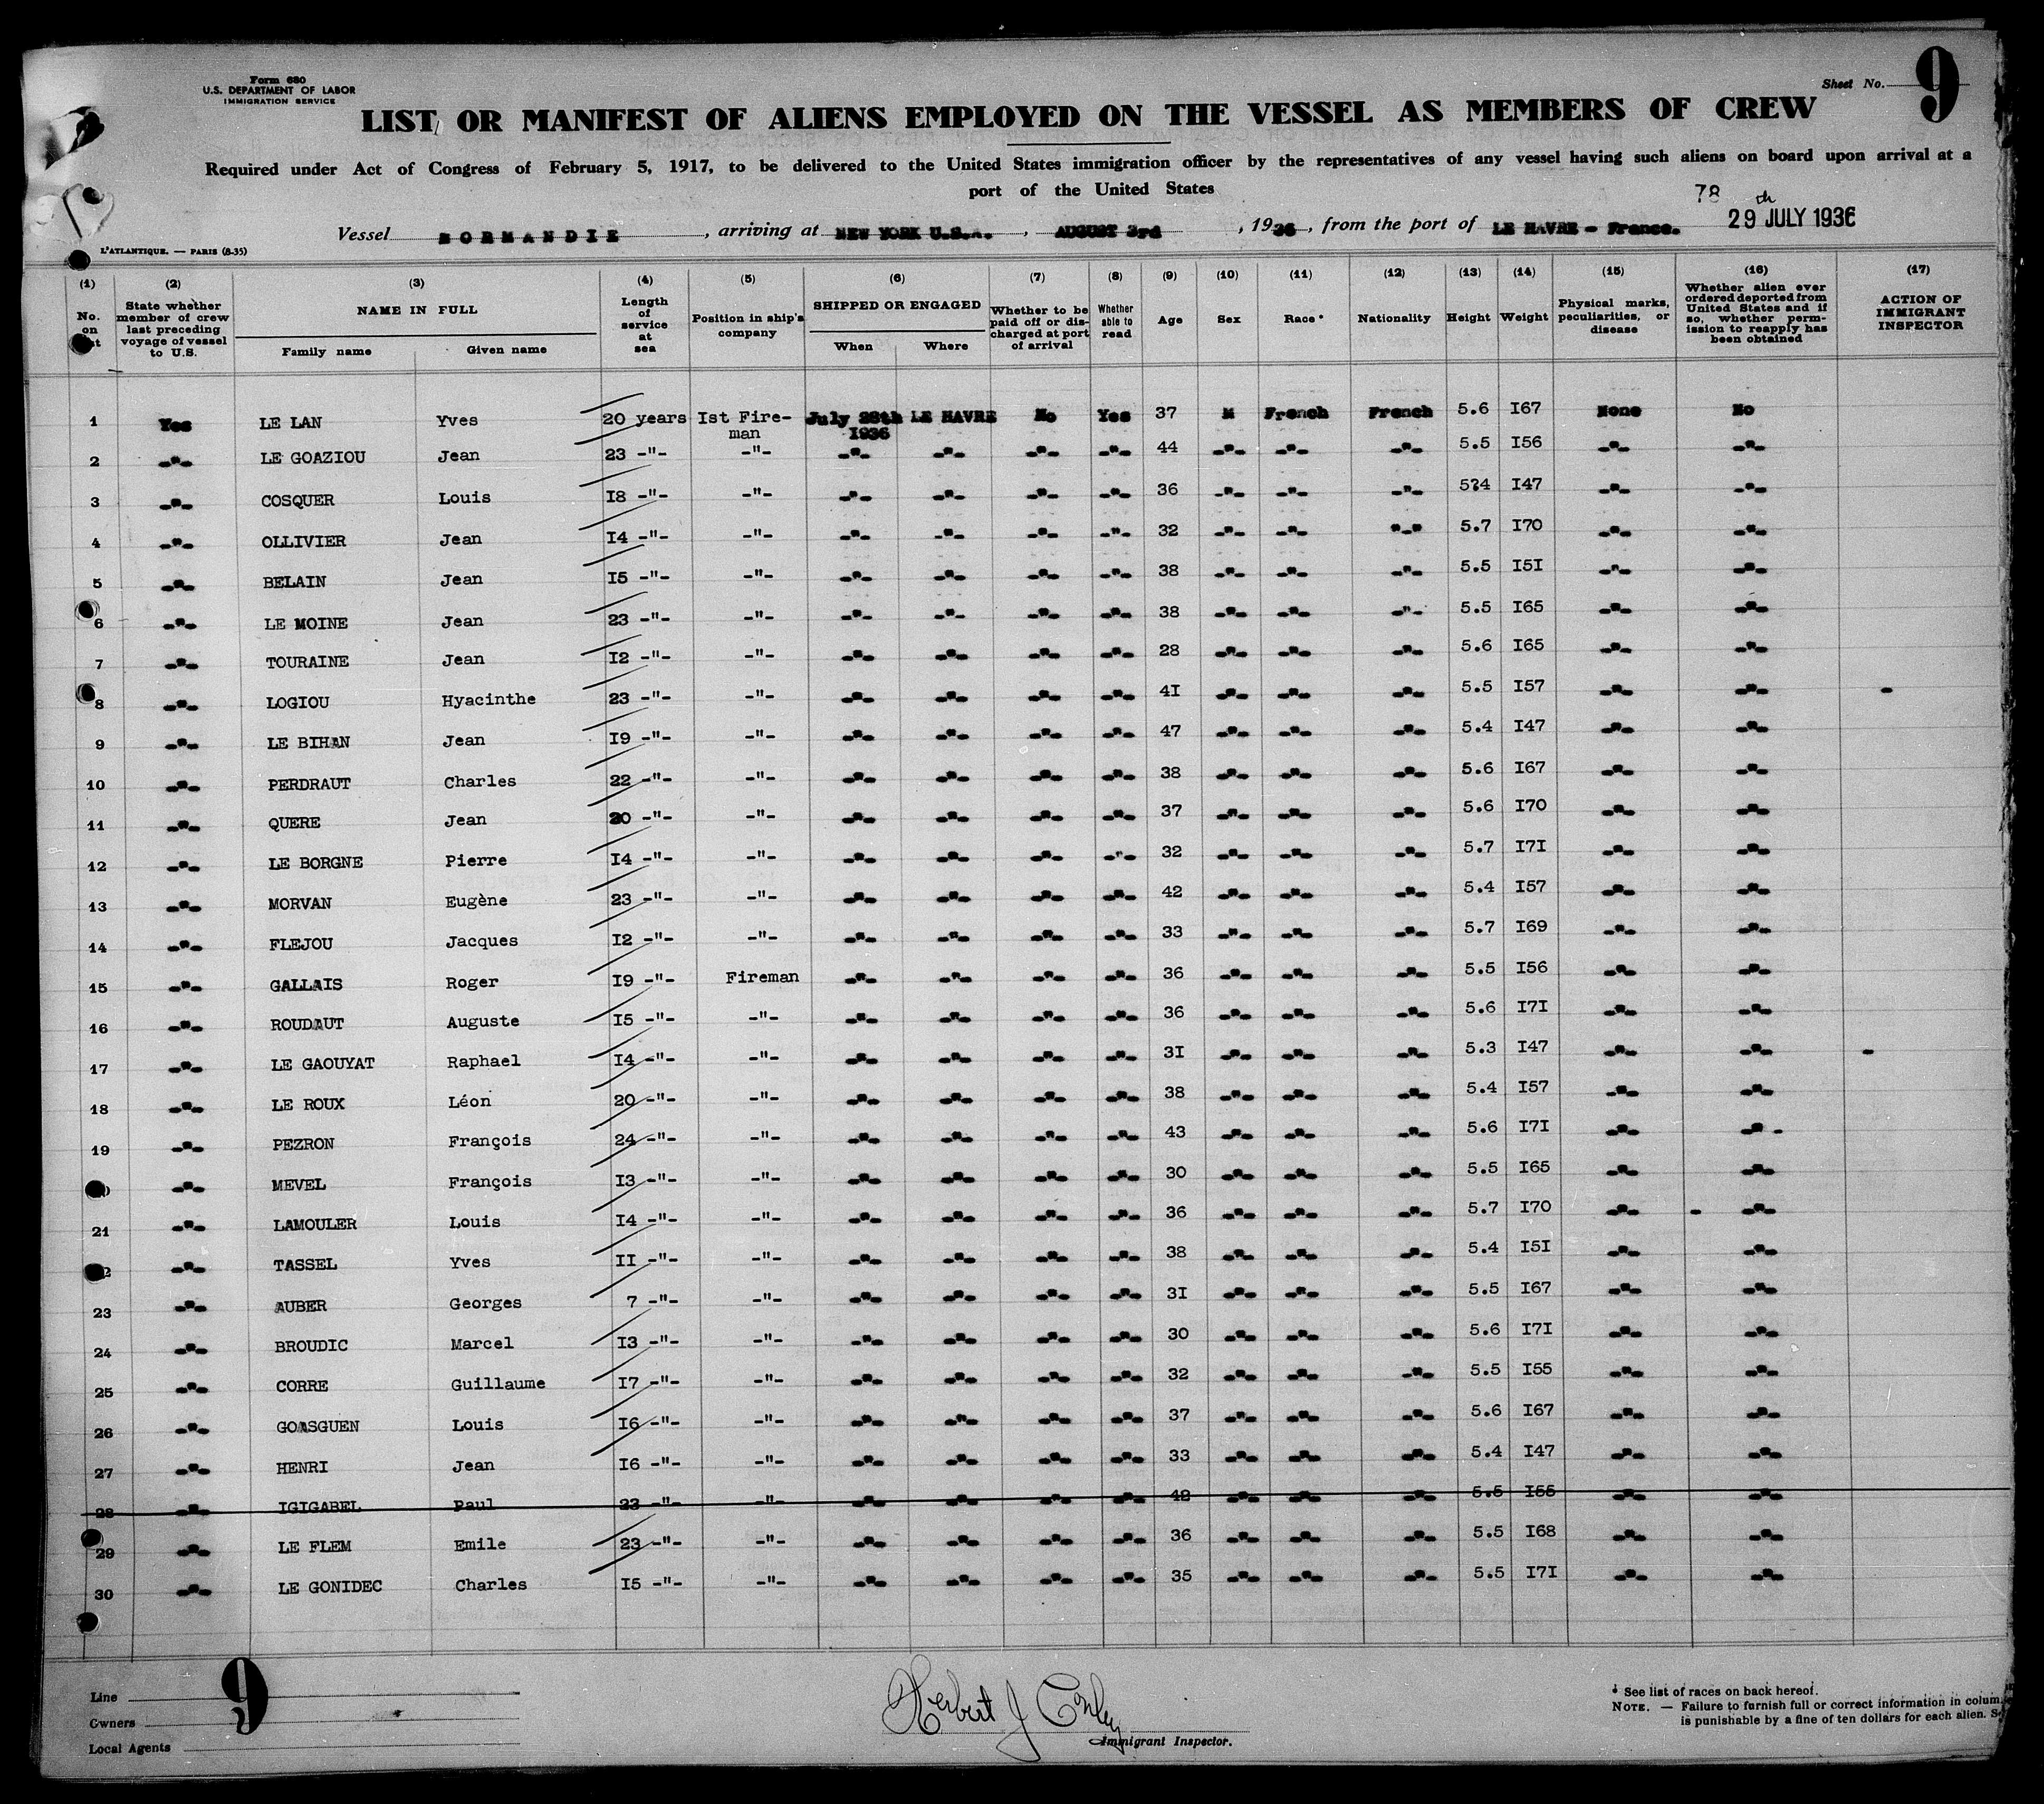 Form 680
U.S. DEPARTMENT OF LABOR
IMMIGRATION SERVICE
Sheet No. 9
LIST OR MANIFEST OF ALIENS EMPLOYED ON THE VESSEL AS MEMBERS OF CREW
Required under Act of Congress of February 5, 1917, to be delivered to the United States immigration officer by the representatives of any vessel having such aliens on board upon arrival at a
port of the United States
78 th
Vessel NORMANDIE, arriving at NEW YORK U.S.A., AUGUST 3rd, 1936, from the port of LE HAVRE - France. 29 JULY 1936
L'ATLANTIQUE. — PARIS (8-35)
(1) (2) (3) (4) (5) (6) (7) (8) (9) (10) (11) (12) (13) (14) (15) (16) (17)
No. on list | State whether member of crew last preceding voyage of vessel to U.S. | NAME IN FULL Family name Given name | Length of service at sea | Position in ship's company | SHIPPED OR ENGAGED When Where | Whether to be paid off or discharged at port of arrival | Whether able to read | Age | Sex | Race * | Nationality | Height | Weight | Physical marks, peculiarities, or disease | Whether alien ever ordered deported from United States and if so, whether permission to reapply has been obtained | ACTION OF IMMIGRANT INSPECTOR
1 Yes LE LAN Yves 20 years Ist Fireman July 28th 1936 LE HAVRE No Yes 37 M French French 5.6 I67 None No
2 -"- LE GOAZIOU Jean 23 -"- -"- -"- -"- -"- -"- 44 -"- -"- -"- 5.5 I56 -"- -"-
3 -"- COSQUER Louis I8 -"- -"- -"- -"- -"- -"- 36 -"- -"- -"- 5?4 I47 -"- -"-
4 -"- OLLIVIER Jean I4 -"- -"- -"- -"- -"- -"- 32 -"- -"- -"- 5.7 I70 -"- -"-
5 -"- BELAIN Jean I5 -"- -"- -"- -"- -"- -"- 38 -"- -"- -"- 5.5 I5I -"- -"-
6 -"- LE MOINE Jean 23 -"- -"- -"- -"- -"- -"- 38 -"- -"- -"- 5.5 I65 -"- -"-
7 -"- TOURAINE Jean I2 -"- -"- -"- -"- -"- -"- 28 -"- -"- -"- 5.6 I65 -"- -"-
8 -"- LOGIOU Hyacinthe 23 -"- -"- -"- -"- -"- -"- 4I -"- -"- -"- 5.5 I57 -"- -"- -
9 -"- LE BIHAN Jean I9 -"- -"- -"- -"- -"- -"- 47 -"- -"- -"- 5.4 I47 -"- -"-
10 -"- PERDRAUT Charles 22 -"- -"- -"- -"- -"- -"- 38 -"- -"- -"- 5.6 I67 -"- -"-
11 -"- QUERE Jean 20 -"- -"- -"- -"- -"- -"- 37 -"- -"- -"- 5.6 I70 -"- -"-
12 -"- LE BORGNE Pierre I4 -"- -"- -"- -"- -"- -"- 32 -"- -"- -"- 5.7 I7I -"- -"-
13 -"- MORVAN Eugène 23 -"- -"- -"- -"- -"- -"- 42 -"- -"- -"- 5.4 I57 -"- -"-
14 -"- FLEJOU Jacques I2 -"- -"- -"- -"- -"- -"- 33 -"- -"- -"- 5.7 I69 -"- -"-
15 -"- GALLAIS Roger I9 -"- Fireman -"- -"- -"- -"- 36 -"- -"- -"- 5.5 I56 -"- -"-
16 -"- ROUDAUT Auguste I5 -"- -"- -"- -"- -"- -"- 36 -"- -"- -"- 5.6 I7I -"- -"-
17 -"- LE GAOUYAT Raphael I4 -"- -"- -"- -"- -"- -"- 3I -"- -"- -"- 5.3 I47 -"- -"- -
18 -"- LE ROUX Léon 20 -"- -"- -"- -"- -"- -"- 38 -"- -"- -"- 5.4 I57 -"- -"-
19 -"- PEZRON François 24 -"- -"- -"- -"- -"- -"- 43 -"- -"- -"- 5.6 I7I -"- -"-
-"- MEVEL François I3 -"- -"- -"- -"- -"- -"- 30 -"- -"- -"- 5.5 I65 -"- -"-
21 -"- LAMOULER Louis I4 -"- -"- -"- -"- -"- -"- 36 -"- -"- -"- 5.7 I70 -"- -"-
2 -"- TASSEL Yves II -"- -"- -"- -"- -"- -"- 38 -"- -"- -"- 5.4 I5I -"- -"-
23 -"- AUBER Georges 7 -"- -"- -"- -"- -"- -"- 3I -"- -"- -"- 5.5 I67 -"- -"-
24 -"- BROUDIC Marcel I3 -"- -"- -"- -"- -"- -"- 30 -"- -"- -"- 5.6 I7I -"- -"-
25 -"- CORRE Guillaume I7 -"- -"- -"- -"- -"- -"- 32 -"- -"- -"- 5.5 I55 -"- -"-
26 -"- GOASGUEN Louis I6 -"- -"- -"- -"- -"- -"- 37 -"- -"- -"- 5.6 I67 -"- -"-
27 -"- HENRI Jean I6 -"- -"- -"- -"- -"- -"- 33 -"- -"- -"- 5.4 I47 -"- -"-
28 -"- IGIGABEL Paul 23 -"- -"- -"- -"- -"- -"- 42 -"- -"- -"- 5.5 I55 -"- -"-
29 -"- LE FLEM Emile 23 -"- -"- -"- -"- -"- -"- 36 -"- -"- -"- 5.5 I68 -"- -"-
30 -"- LE GONIDEC Charles I5 -"- -"- -"- -"- -"- -"- 35 -"- -"- -"- 5.5 I7I -"- -"-
9
Line
Owners
Local Agents
Herbert J Conley
Immigrant Inspector.
* See list of races on back hereof.
NOTE. — Failure to furnish full or correct information in colum
is punishable by a fine of ten dollars for each alien.